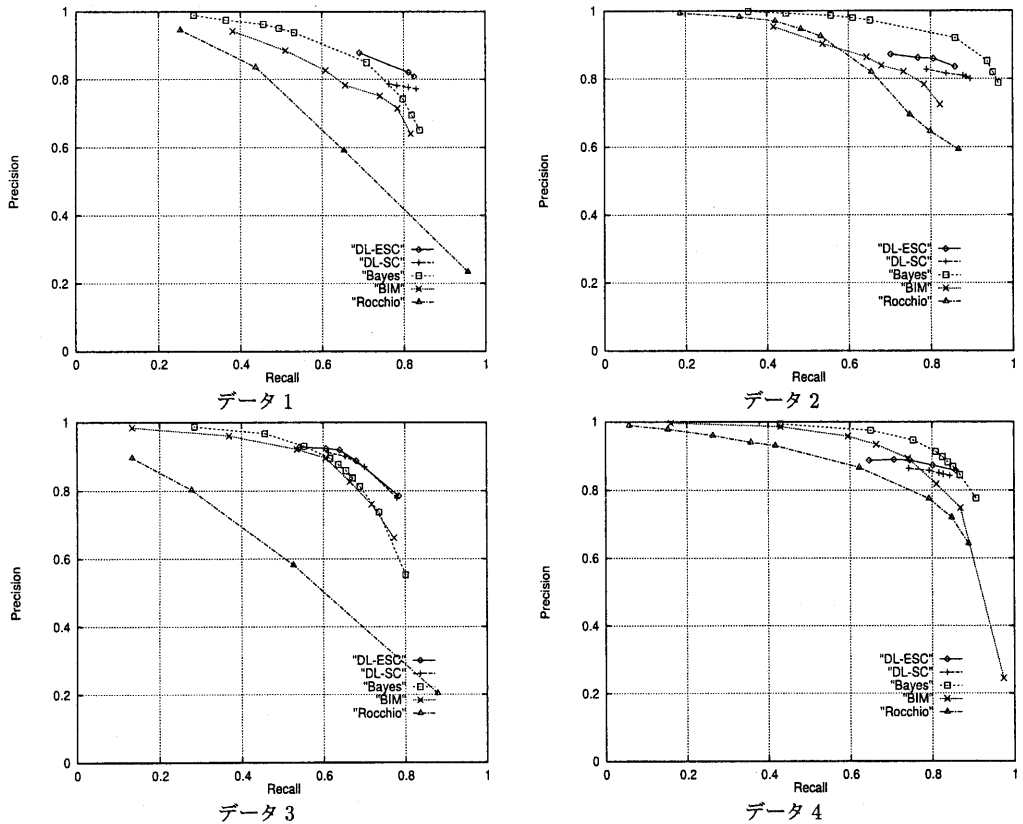 1
0.8
0.6
0.4
0.2
0
Precision
"DL-ESC"
"DL-SC"
"Bayes"
"BIM"
"Rocchio"
0 0.2 0.4 0.6 0.8 1
Recall
データ 1
1
0.8
0.6
0.4
0.2
0
Precision
"DL-ESC"
"DL-SC"
"Bayes"
"BIM"
"Rocchio"
0 0.2 0.4 0.6 0.8 1
Recall
データ 2
1
0.8
0.6
0.4
0.2
0
Precision
"DL-ESC"
"DL-SC"
"Bayes"
"BIM"
"Rocchio"
0 0.2 0.4 0.6 0.8 1
Recall
データ 3
1
0.8
0.6
0.4
0.2
0
Precision
"DL-ESC"
"DL-SC"
"Bayes"
"BIM"
"Rocchio"
0 0.2 0.4 0.6 0.8 1
Recall
データ 4